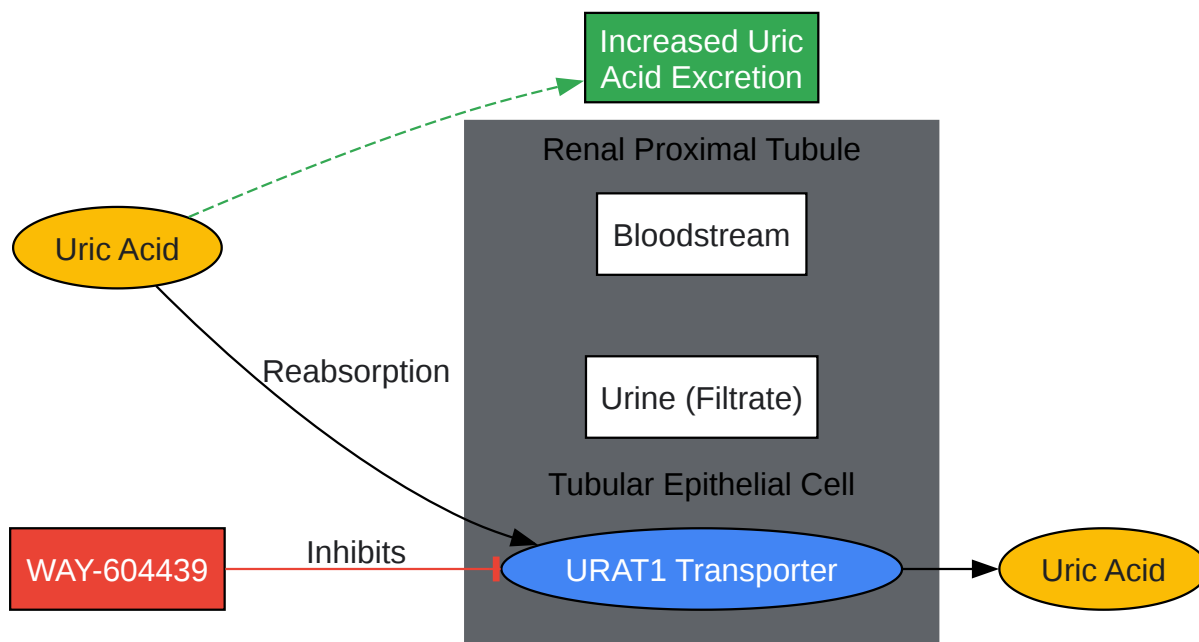 Increased Uric
Acid Excretion
Renal Proximal Tubule
Bloodstream
Uric Acid
Reabsorption
Urine (Filtrate)
Tubular Epithelial Cell
WAY-604439
Inhibits
URAT1 Transporter
Uric Acid